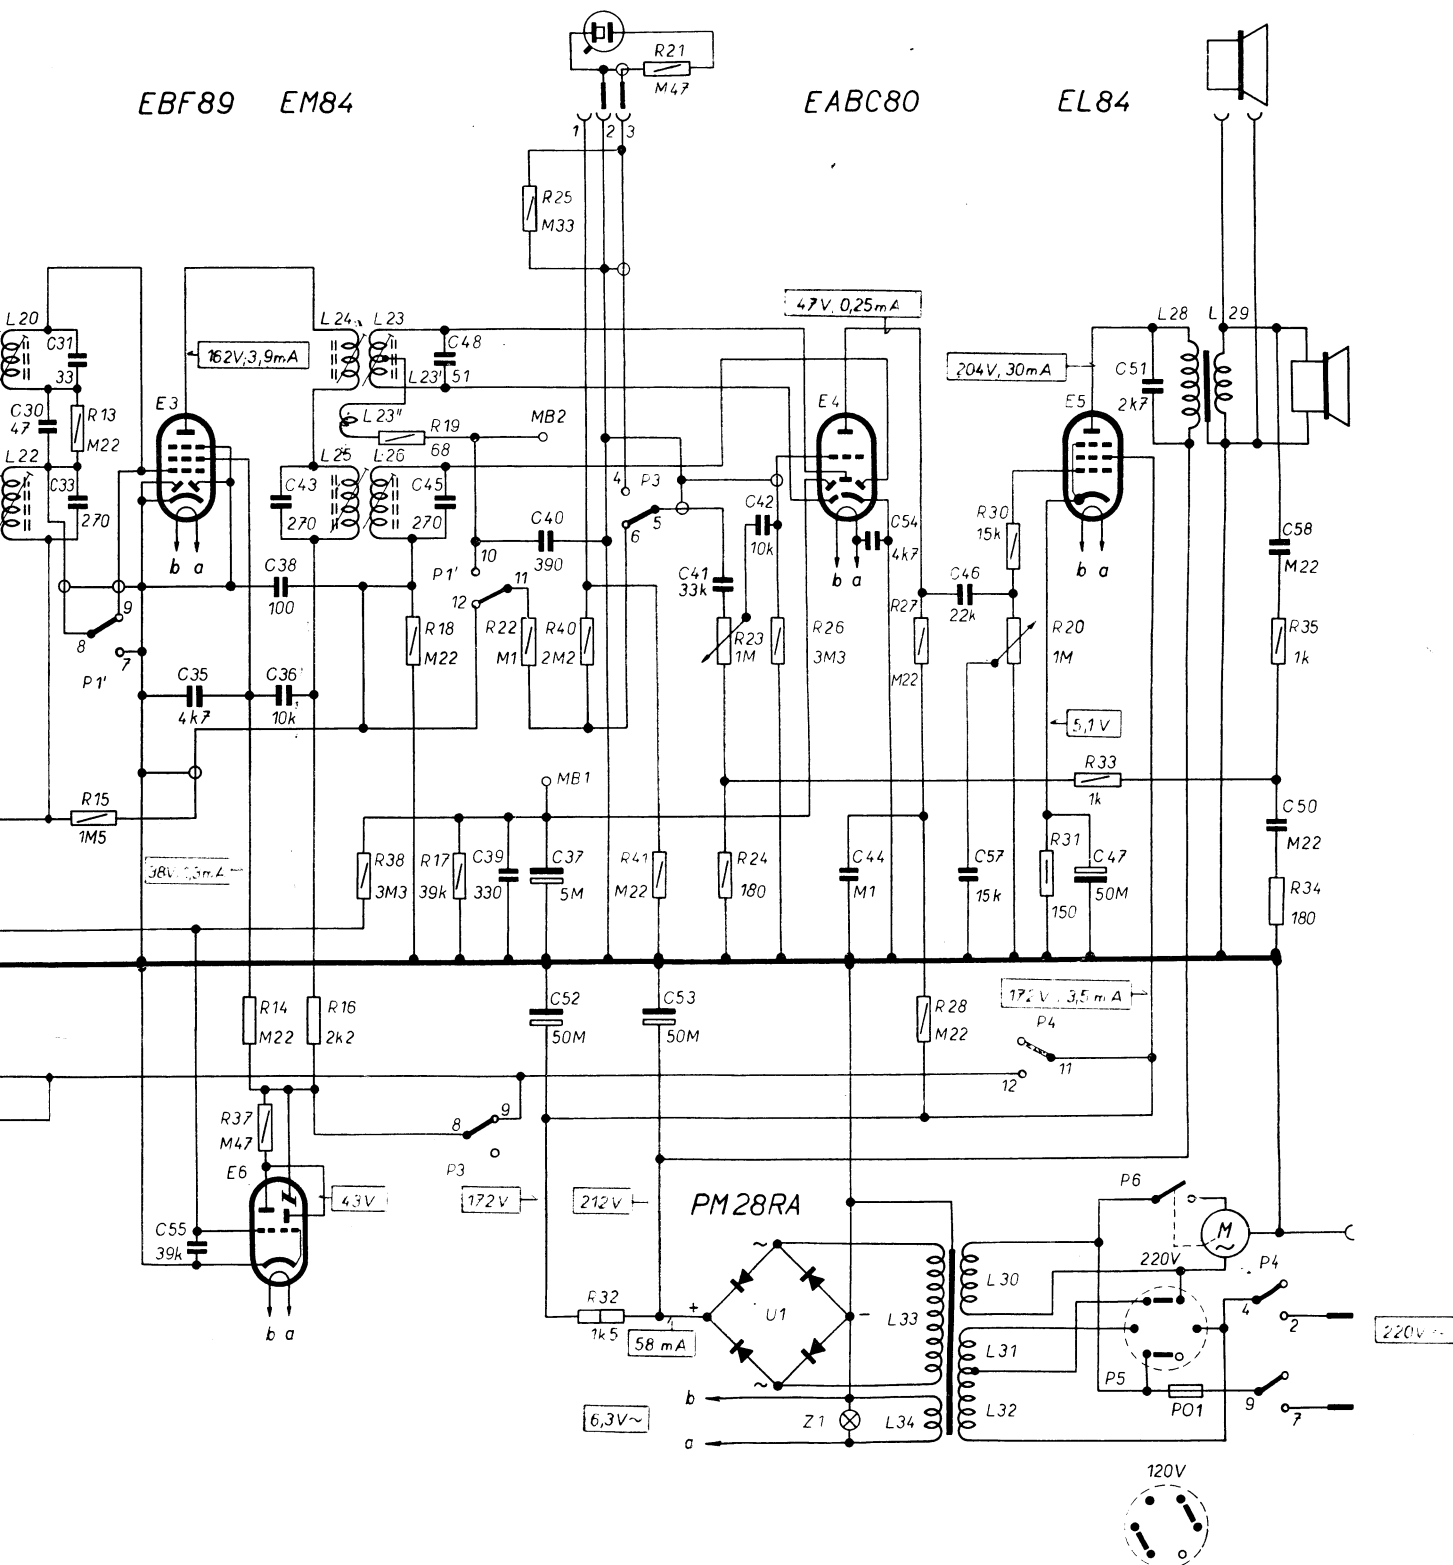 R21
M47
EBF89
EM84
EABC80
EL84
1
2
3
R25
M33
47V, 0,25mA
L20
C31
33
L24
L23
C48
51
L23'
L28
L29
162V; 3,9mA
204V, 30mA
C51
2k7
E3
E4
E5
C30
47
R13
M22
L23''
R19
68
MB2
L22
C33
270
L25
L26
C43
270
C45
270
4
P3
5
6
C42
10k
C54
4k7
R30
15k
C58
M22
b a
b a
b a
C40
390
10
P1'
11
12
C38
100
C41
33k
C46
22k
R27
M22
9
8
7
P1'
R18
M22
R22
M1
R40
2M2
R23
1M
R26
3M3
R20
1M
R35
1k
C35
4k7
C36
10k
5,1V
MB1
R33
1k
R15
1M5
C50
M22
R38
3M3
R17
39k
C39
330
C37
5M
R41
M22
R24
180
C44
M1
C57
15k
R31
150
C47
50M
R34
180
172V, 3,5mA
R14
M22
R16
2k2
C52
50M
C53
50M
R28
M22
P4
11
12
R37
M47
8
9
P3
E6
43V
172V
212V
PM28RA
P6
M
~
C55
39k
220V
P4
~
L30
4
2
R32
1k5
+
U1
-
L33
58mA
L31
220V~
~
P5
PO1
9
7
L32
b
6,3V~
Z1
L34
a
b a
120V